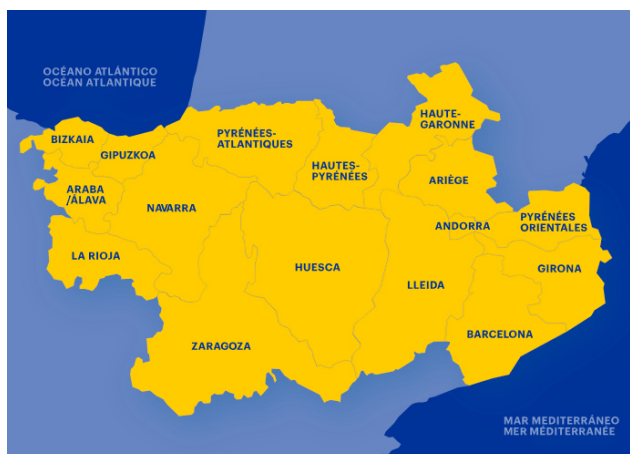 OCÉANO ATLÁNTICO
OCÉAN ATLANTIQUE
HAUTE-
GARONNE
BIZKAIA
GIPUZKOA
PYRÉNÉES-
ATLANTIQUES
HAUTES-
PYRÉNÉES
ARIÈGE
ARABA
/ÁLAVA
NAVARRA
ANDORRA
PYRÉNÉES
ORIENTALES
LA RIOJA
HUESCA
LLEIDA
GIRONA
ZARAGOZA
BARCELONA
MAR MEDITERRÁNEO
MER MÉDITERRANÉE